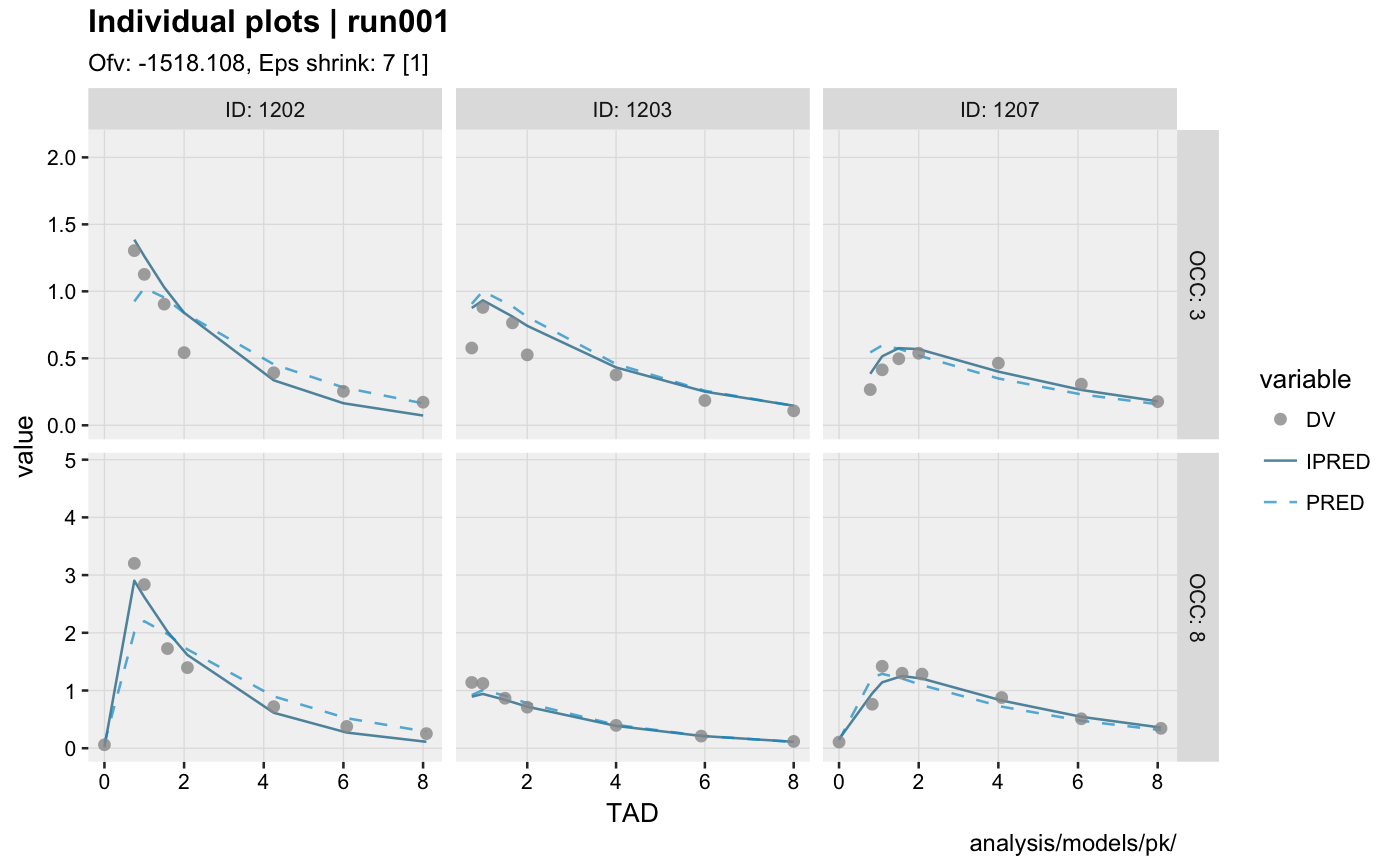 Individual plots | run001
Ofv: -1518.108, Eps shrink: 7 [1]
ID: 1202
ID: 1203
ID: 1207
2.0
1.5
1.0
0.5
0.0
OCC: 3
5
4
3
2
1
0
OCC: 8
value
0 2 4 6 8
2 4 6 8
0 2 4 6 8
TAD
analysis/models/pk/
variable
DV
IPRED
PRED